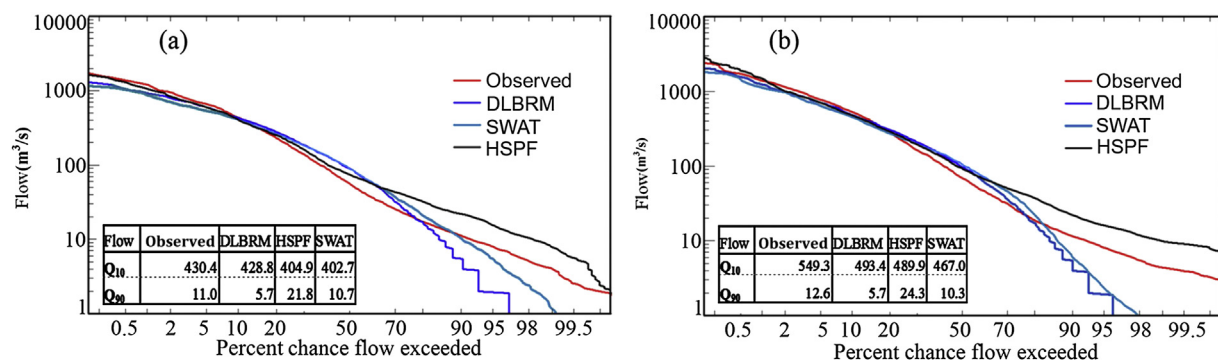 (a)
10000
1000
100
10
1
Flow(m³/s)
Observed
DLBRM
SWAT
HSPF
Flow Observed DLBRM HSPF SWAT
Q10 430.4 428.8 404.9 402.7
Q90 11.0 5.7 21.8 10.7
0.5 2 5 10 20 50 70 90 95 98 99.5
Percent chance flow exceeded
(b)
10000
1000
100
10
1
Flow(m³/s)
Observed
DLBRM
SWAT
HSPF
Flow Observed DLBRM HSPF SWAT
Q10 549.3 493.4 489.9 467.0
Q90 12.6 5.7 24.3 10.3
0.5 2 5 10 20 50 70 90 95 98 99.5
Percent chance flow exceeded